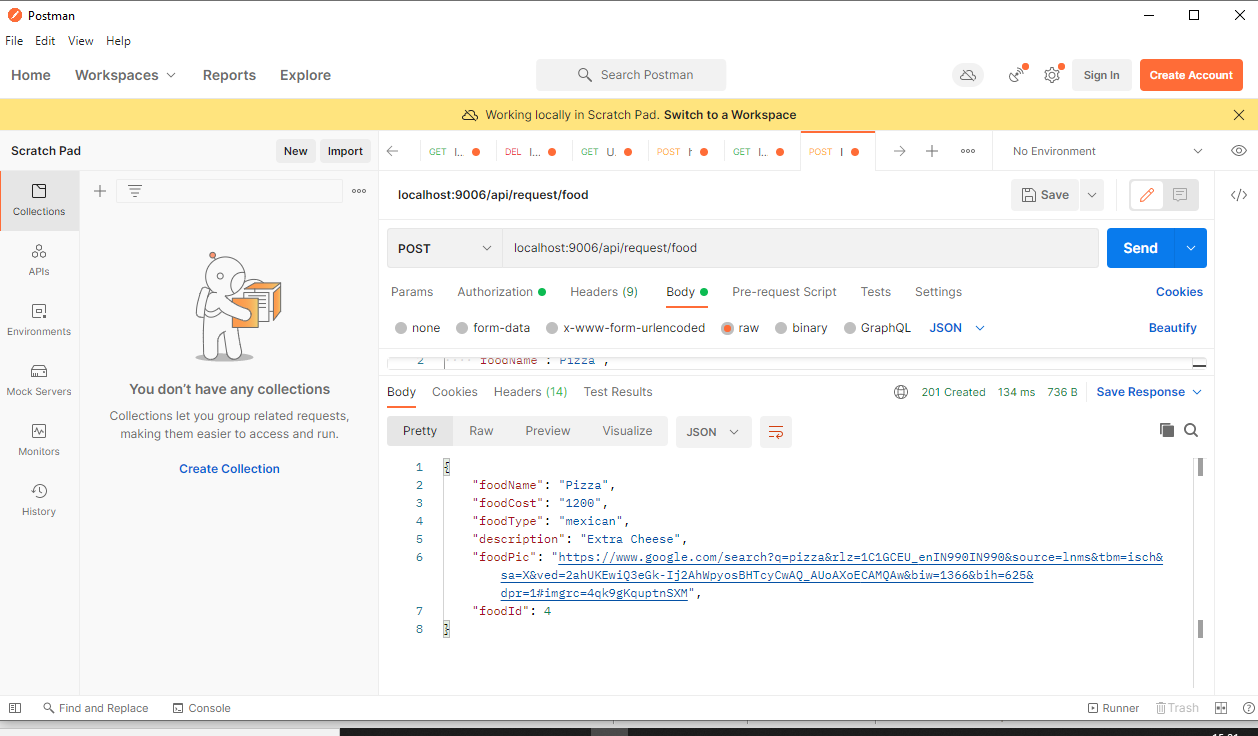 Postman
File Edit View Help
Home Workspaces Reports Explore Search Postman Sign In Create Account
Working locally in Scratch Pad. Switch to a Workspace
Scratch Pad New Import
GET I... DEL I... GET U. POST GET I... POST I No Environment
Collections
APIs
Environments
Mock Servers
Monitors
History
You don't have any collections
Collections let you group related requests,
making them easier to access and run.
Create Collection
localhost:9006/api/request/food Save
POST localhost:9006/api/request/food Send
Params Authorization Headers (9) Body Pre-request Script Tests Settings Cookies
none form-data x-www-form-urlencoded raw binary GraphQL JSON Beautify
2 "foodName":"Pizza",
Body Cookies Headers (14) Test Results 201 Created 134 ms 736 B Save Response
Pretty Raw Preview Visualize JSON
1 {
2 "foodName": "Pizza",
3 "foodCost": "1200",
4 "foodType": "mexican",
5 "description": "Extra Cheese",
6 "foodPic": "https://www.google.com/search?q=pizza&rlz=1C1GCEU_enIN990IN990&source=lnms&tbm=isch&
sa=X&ved=2ahUKEwiQ3eGk-Ij2AhWpyosBHTcyCwAQ_AUoAXoECAMQAw&biw=1366&bih=625&
dpr=1#imgrc=4qk9gKquptnSXM",
7 "foodId": 4
8 }
Find and Replace Console Runner Trash